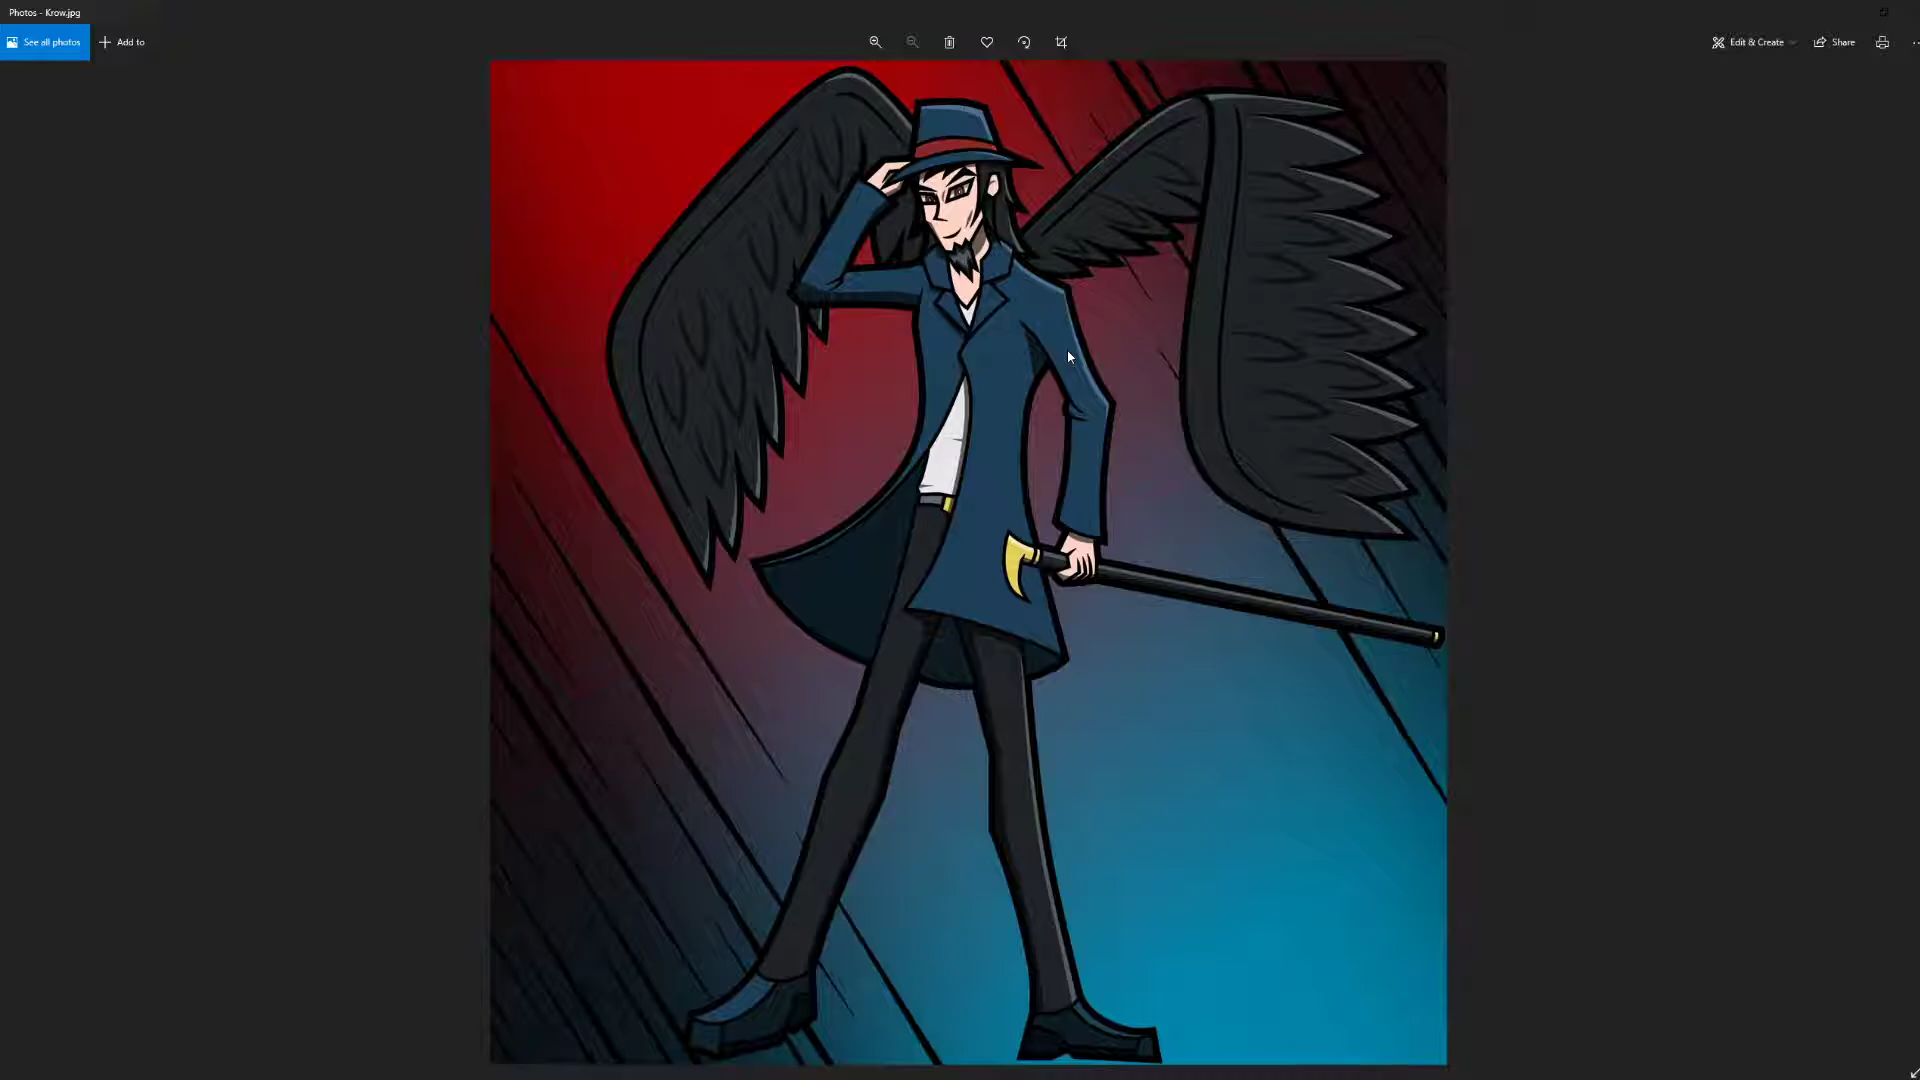 Photos - Krow.jpg
See all photos
Add to
Edit & Create
Share